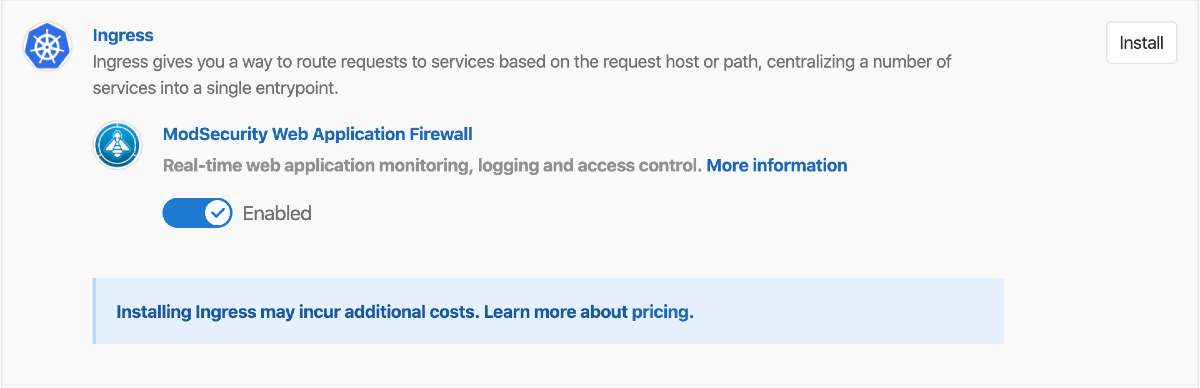 Ingress
Install
Ingress gives you a way to route requests to services based on the request host or path, centralizing a number of
services into a single entrypoint.
ModSecurity Web Application Firewall
Real-time web application monitoring, logging and access control. More information
Enabled
Installing Ingress may incur additional costs. Learn more about pricing.